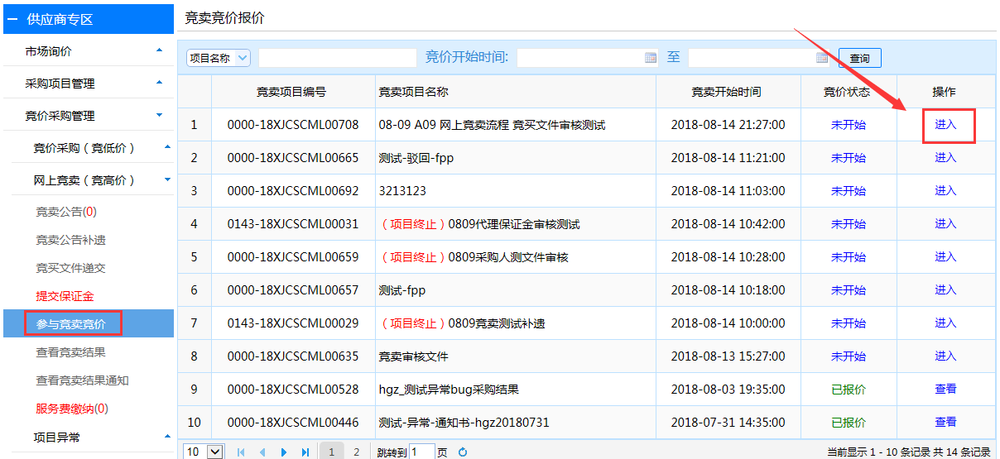 供应商专区
市场询价
采购项目管理
竞价采购管理
竞价采购（竞低价）
网上竞卖（竞高价）
竞卖公告(0)
竞卖公告补遗
竞买文件递交
提交保证金
参与竞卖竞价
查看竞卖结果
查看竞卖结果通知
服务费缴纳(0)
项目异常
竞卖竞价报价
项目名称 竞价开始时间: 至 查询
竞卖项目编号 竞卖项目名称 竞卖开始时间 竞价状态 操作
1 0000-18XJCSCML00708 08-09 A09 网上竞卖流程 竞买文件审核测试 2018-08-14 21:27:00 未开始 进入
2 0000-18XJCSCML00665 测试-驳回-fpp 2018-08-14 11:21:00 未开始 进入
3 0000-18XJCSCML00692 3213123 2018-08-14 11:03:00 未开始 进入
4 0143-18XJCSCML00031 （项目终止）0809代理保证金审核测试 2018-08-14 10:42:00 未开始 进入
5 0000-18XJCSCML00659 （项目终止）0809采购人测文件审核 2018-08-14 10:28:00 未开始 进入
6 0000-18XJCSCML00657 测试-fpp 2018-08-14 10:18:00 未开始 进入
7 0143-18XJCSCML00029 （项目终止）0809竞卖测试补遗 2018-08-14 10:00:00 未开始 进入
8 0000-18XJCSCML00635 竞卖审核文件 2018-08-13 15:27:00 未开始 进入
9 0000-18XJCSCML00528 hgz_测试异常bug采购结果 2018-08-03 19:35:00 已报价 查看
10 0000-18XJCSCML00446 测试-异常-通知书-hgz20180731 2018-07-31 14:35:00 已报价 查看
10 1 2 跳转到 1 页 当前显示 1 - 10 条记录 共 14 条记录